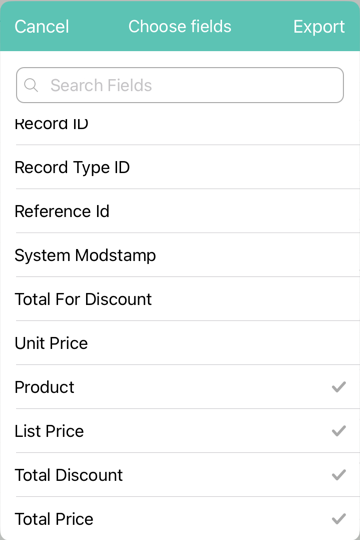 Cancel Choose fields Export
Search Fields
Record ID
Record Type ID
Reference Id
System Modstamp
Total For Discount
Unit Price
Product
List Price
Total Discount
Total Price